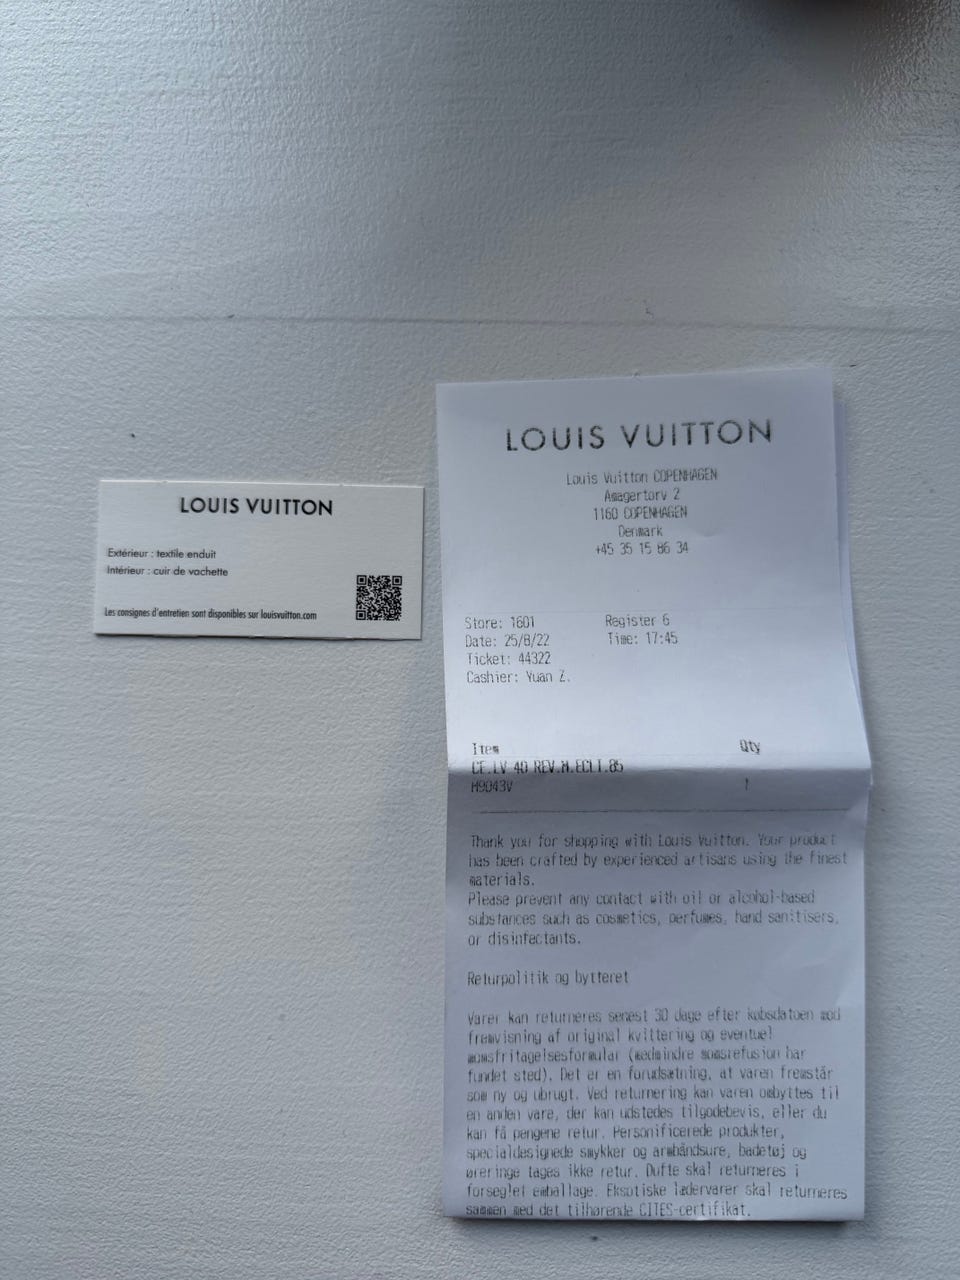 LOUIS VUITTON
Extérieur : textile enduit
Intérieur : cuir de vachette
Les consignes d'entretien sont disponibles sur louisvuitton.com
LOUIS VUITTON
Louis Vuitton COPENHAGEN
Amagertorv 2
1160 COPENHAGEN
Denmark
+45 35 15 86 34
Store: 1601 Register 6
Date: 25/8/22 Time: 17:45
Ticket: 44322
Cashier: Yuan Z.
Item Qty
CE.LV 40 REV.M.ECLT.85
M9043V 1
Thank you for shopping with Louis Vuitton. Your product
has been crafted by experienced artisans using the finest
materials.
Please prevent any contact with oil or alcohol-based
substances such as cosmetics, perfumes, hand sanitisers,
or disinfectants.
Returpolitik og bytteret
Varer kan returneres senest 30 dage efter købsdatoen mod
fremvisning af original kvittering og eventuel
momsfritagelsesformular (medmindre momsrefusion har
fundet sted). Det er en forudsætning, at varen fremstår
som ny og ubrugt. Ved returnering kan varen ombyttes til
en anden vare, der kan udstedes tilgodebevis, eller du
kan få pengene retur. Personificerede produkter,
specialdesignede smykker og armbåndsure, badetøj og
øreringe tages ikke retur. Dufte skal returneres i
forseglet emballage. Eksotiske lædervarer skal returneres
sammen med det tilhørende CITES-certifikat.